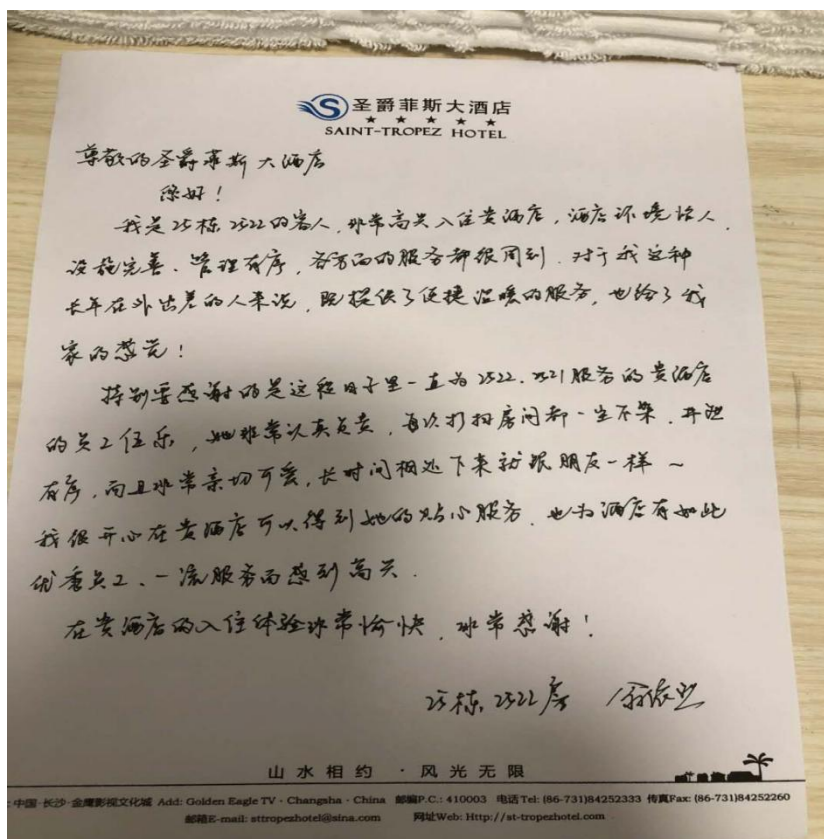 圣爵菲斯大酒店
SAINT-TROPEZ HOTEL
尊敬的圣爵菲斯大酒店
您好！
我是25栋2522的客人，非常高兴入住贵酒店，酒店环境怡人，
设施完善、管理有序，各方面的服务都很周到．对于我这种
长年在外出差的人来说，既提供了便捷温暖的服务，也给了我
家的感觉！
特别要感谢的是这段日子里一直为2522．2521服务的贵酒店
的员工伍乐，她非常认真负责，每次打扫房间都一尘不染．井然
有序，而且非常亲切可爱，长时间相处下来就跟朋友一样～
我很开心在贵酒店可以得到她的贴心服务．也为酒店有如此
优秀员工、一流服务而感到高兴．
在贵酒店的入住体验非常愉快，非常感谢！
25栋，2522房
山水相约·风光无限
:中国·长沙·金鹰影视文化城 Add: Golden Eagle TV · Changsha · China 邮编P.C.: 410003 电话Tel: (86-731)84252333 传真Fax: (86-731)84252260
邮箱E-mail: sttropezhotel@sina.com 网址Web: Http://st-tropezhotel.com